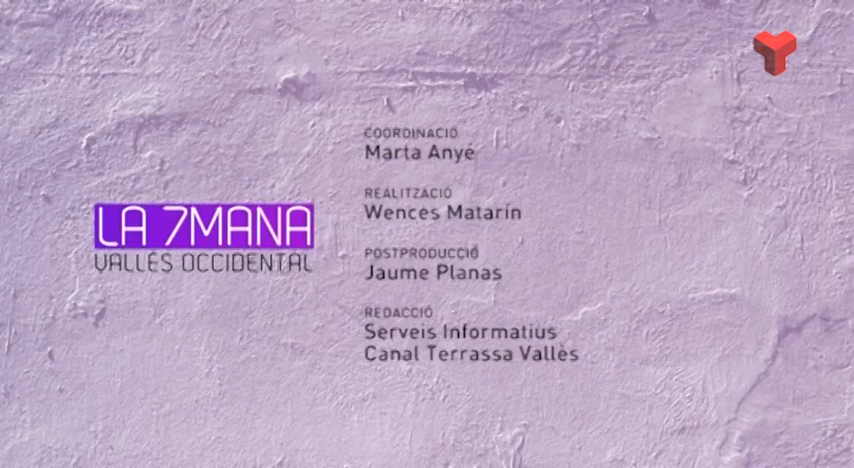 LA 7MANA
VALLÈS OCCIDENTAL
COORDINACIÓ
Marta Anyé
REALITZACIÓ
Wences Matarín
POSTPRODUCCIÓ
Jaume Planas
REDACCIÓ
Serveis Informatius
Canal Terrassa Vallès